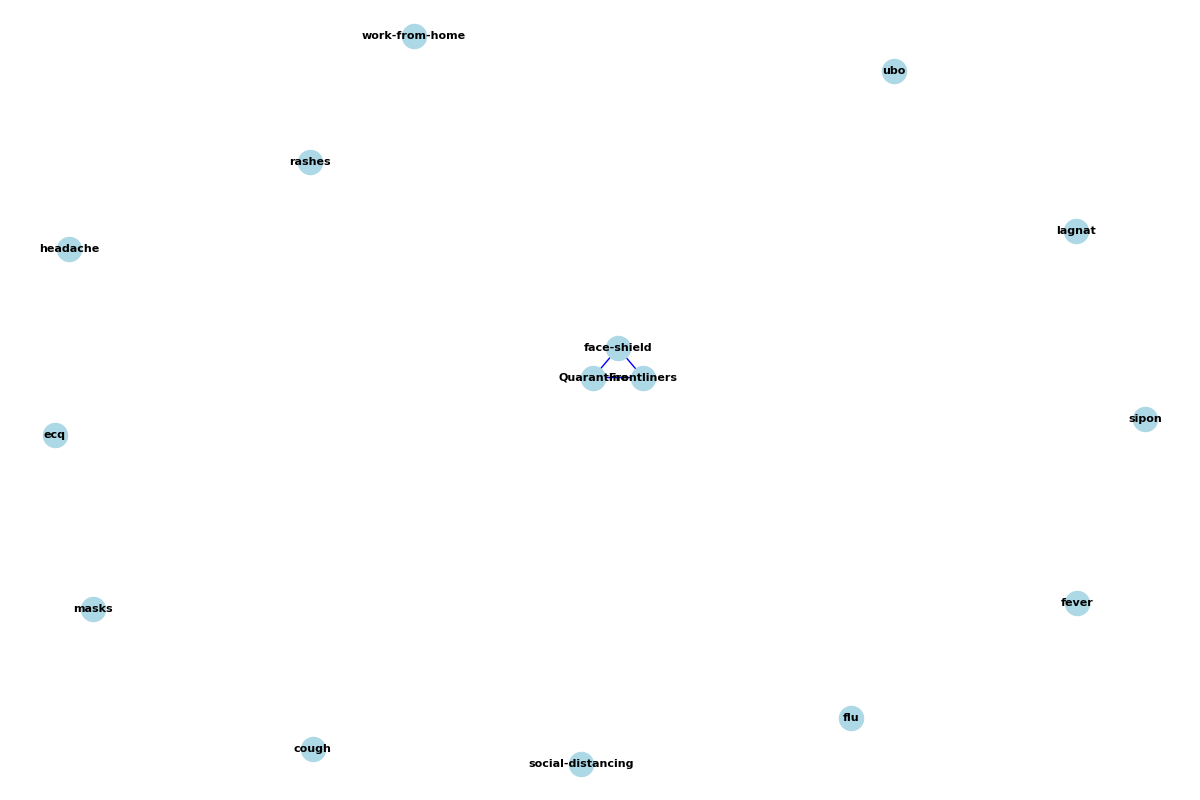 work-from-home
ubo
rashes
lagnat
headache
face-shield
Quarantine
Frontliners
sipon
ecq
fever
masks
flu
cough
social-distancing